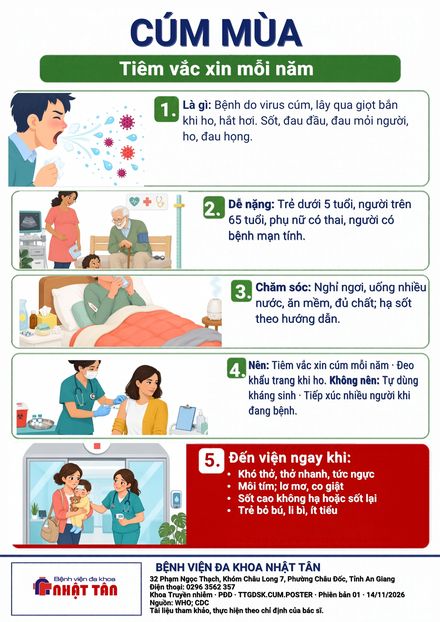 CÚM MÙA
Tiêm vắc xin mỗi năm
1. Là gì: Bệnh do virus cúm, lây qua giọt bắn
khi ho, hắt hơi. Sốt, đau đầu, đau mỏi người,
ho, đau họng.
2. Dễ nặng: Trẻ dưới 5 tuổi, người trên
65 tuổi, phụ nữ có thai, người có
bệnh mạn tính.
3. Chăm sóc: Nghỉ ngơi, uống nhiều
nước, ăn mềm, đủ chất; hạ sốt
theo hướng dẫn.
4. Nên: Tiêm vắc xin cúm mỗi năm · Đeo
khẩu trang khi ho. Không nên: Tự dùng
kháng sinh · Tiếp xúc nhiều người khi
đang bệnh.
5. Đến viện ngay khi:
• Khó thở, thở nhanh, tức ngực
• Môi tím; lơ mơ, co giật
• Sốt cao không hạ hoặc sốt lại
• Trẻ bỏ bú, li bì, ít tiểu
Bệnh viện đa khoa
NHẬT TÂN
BỆNH VIỆN ĐA KHOA NHẬT TÂN
32 Phạm Ngọc Thạch, Khóm Châu Long 7, Phường Châu Đốc, Tỉnh An Giang
Điện thoại: 0296 3562 357
Khoa Truyền nhiễm · PĐD · TTGDSK.CUM.POSTER · Phiên bản 01 · 14/11/2026
Nguồn: WHO; CDC
Tài liệu tham khảo, thực hiện theo chỉ định của bác sĩ.